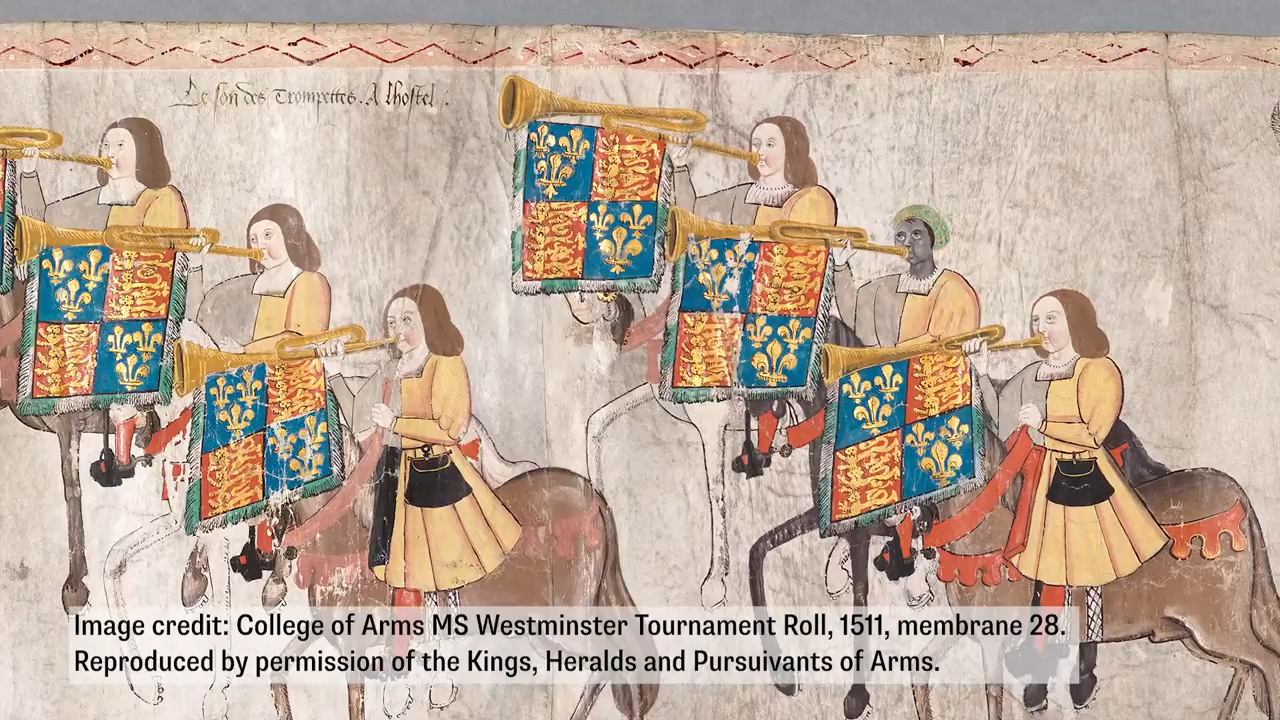 Le son des Trompettes. A lhostel.
Image credit: College of Arms MS Westminster Tournament Roll, 1511, membrane 28.
Reproduced by permission of the Kings, Heralds and Pursuivants of Arms.